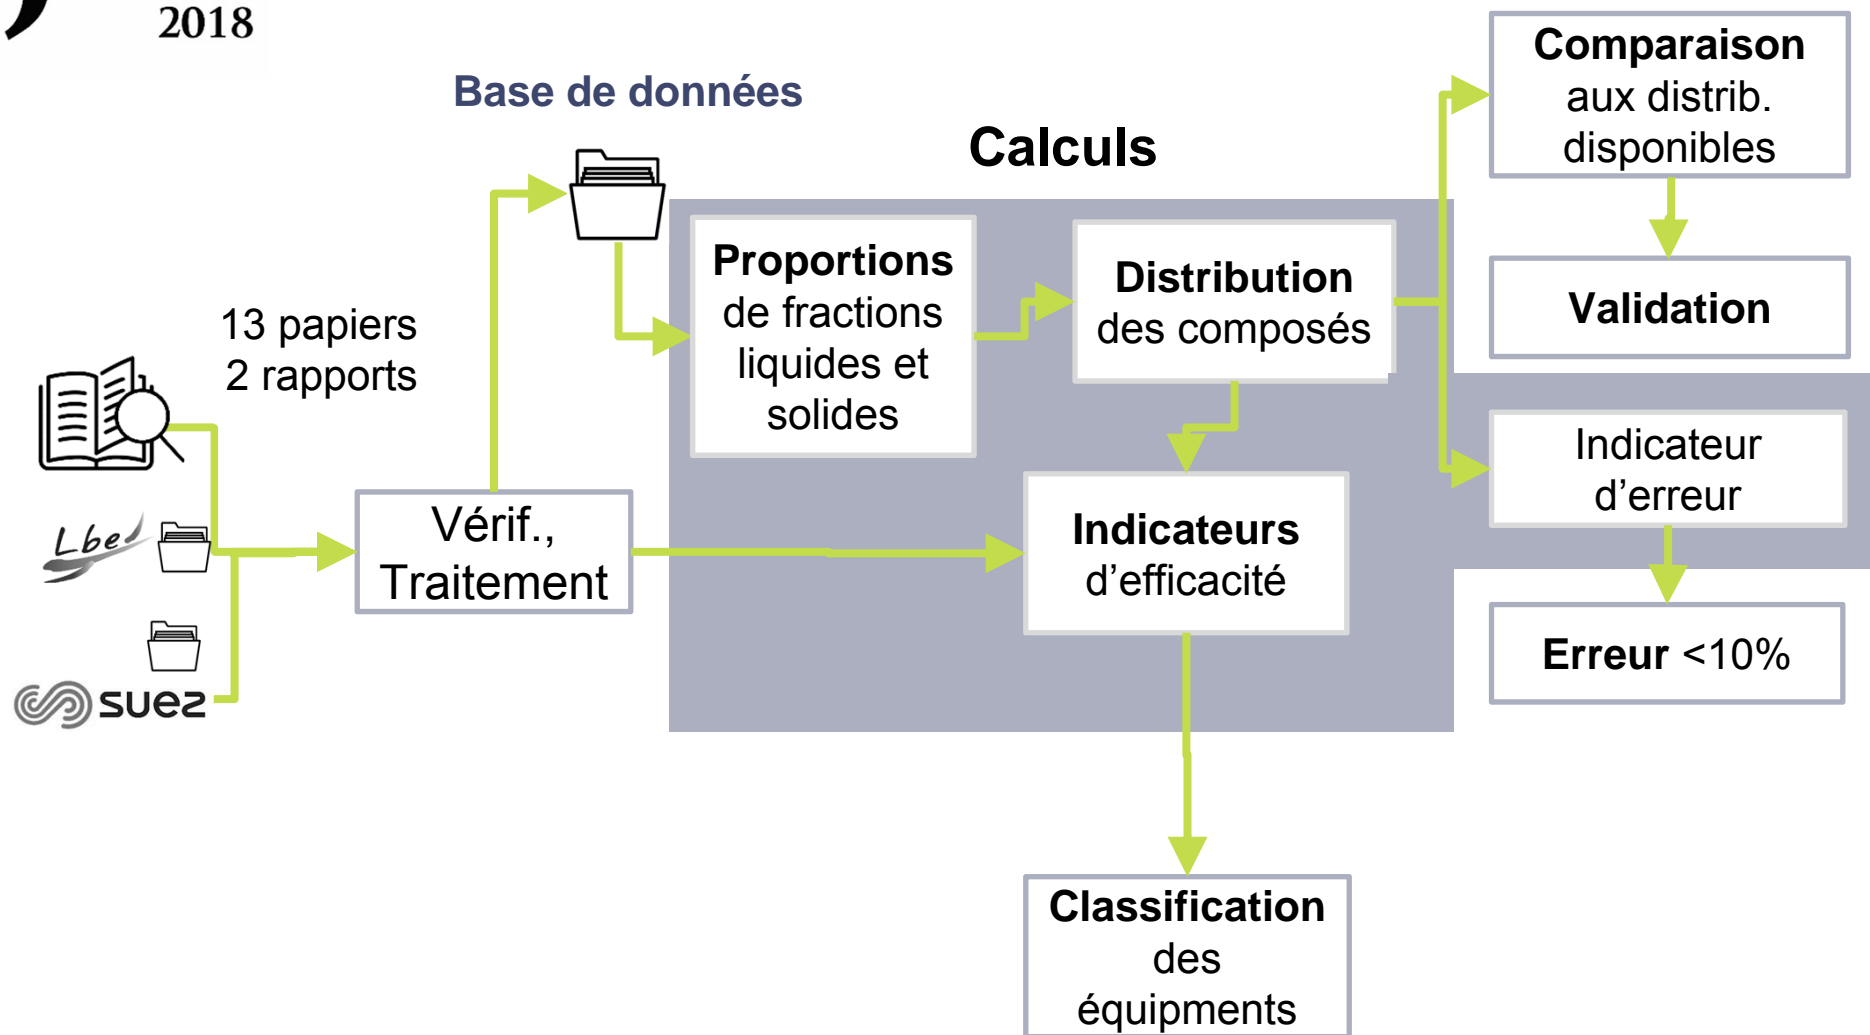 2018
Base de données
Calculs
13 papiers
2 rapports
Lbe
suez
Vérif.,
Traitement
Proportions
de fractions
liquides et
solides
Distribution
des composés
Indicateurs
d’efficacité
Classification
des
équipments
Comparaison
aux distrib.
disponibles
Validation
Indicateur
d’erreur
Erreur <10%